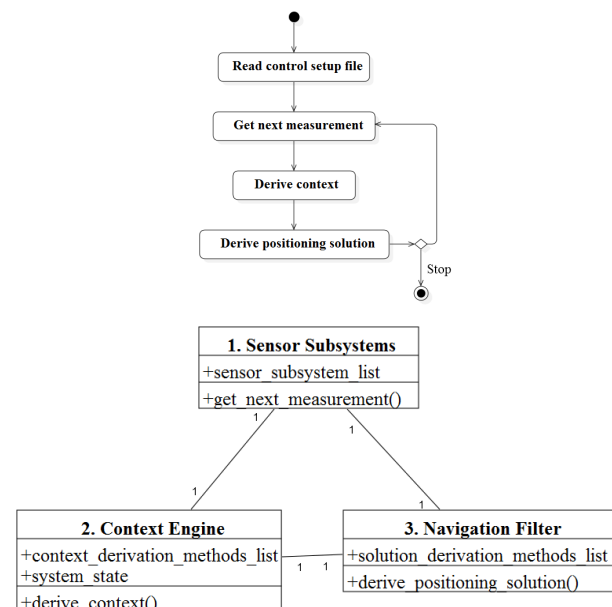 Read control setup file
Get next measurement
Derive context
Derive positioning solution
Stop
1. Sensor Subsystems
+sensor_subsystem_list
+get_next_measurement()
1
1
1
1
2. Context Engine
+context_derivation_methods_list
+system_state
+derive_context()
1
1
3. Navigation Filter
+solution_derivation_methods_list
+derive_positioning_solution()